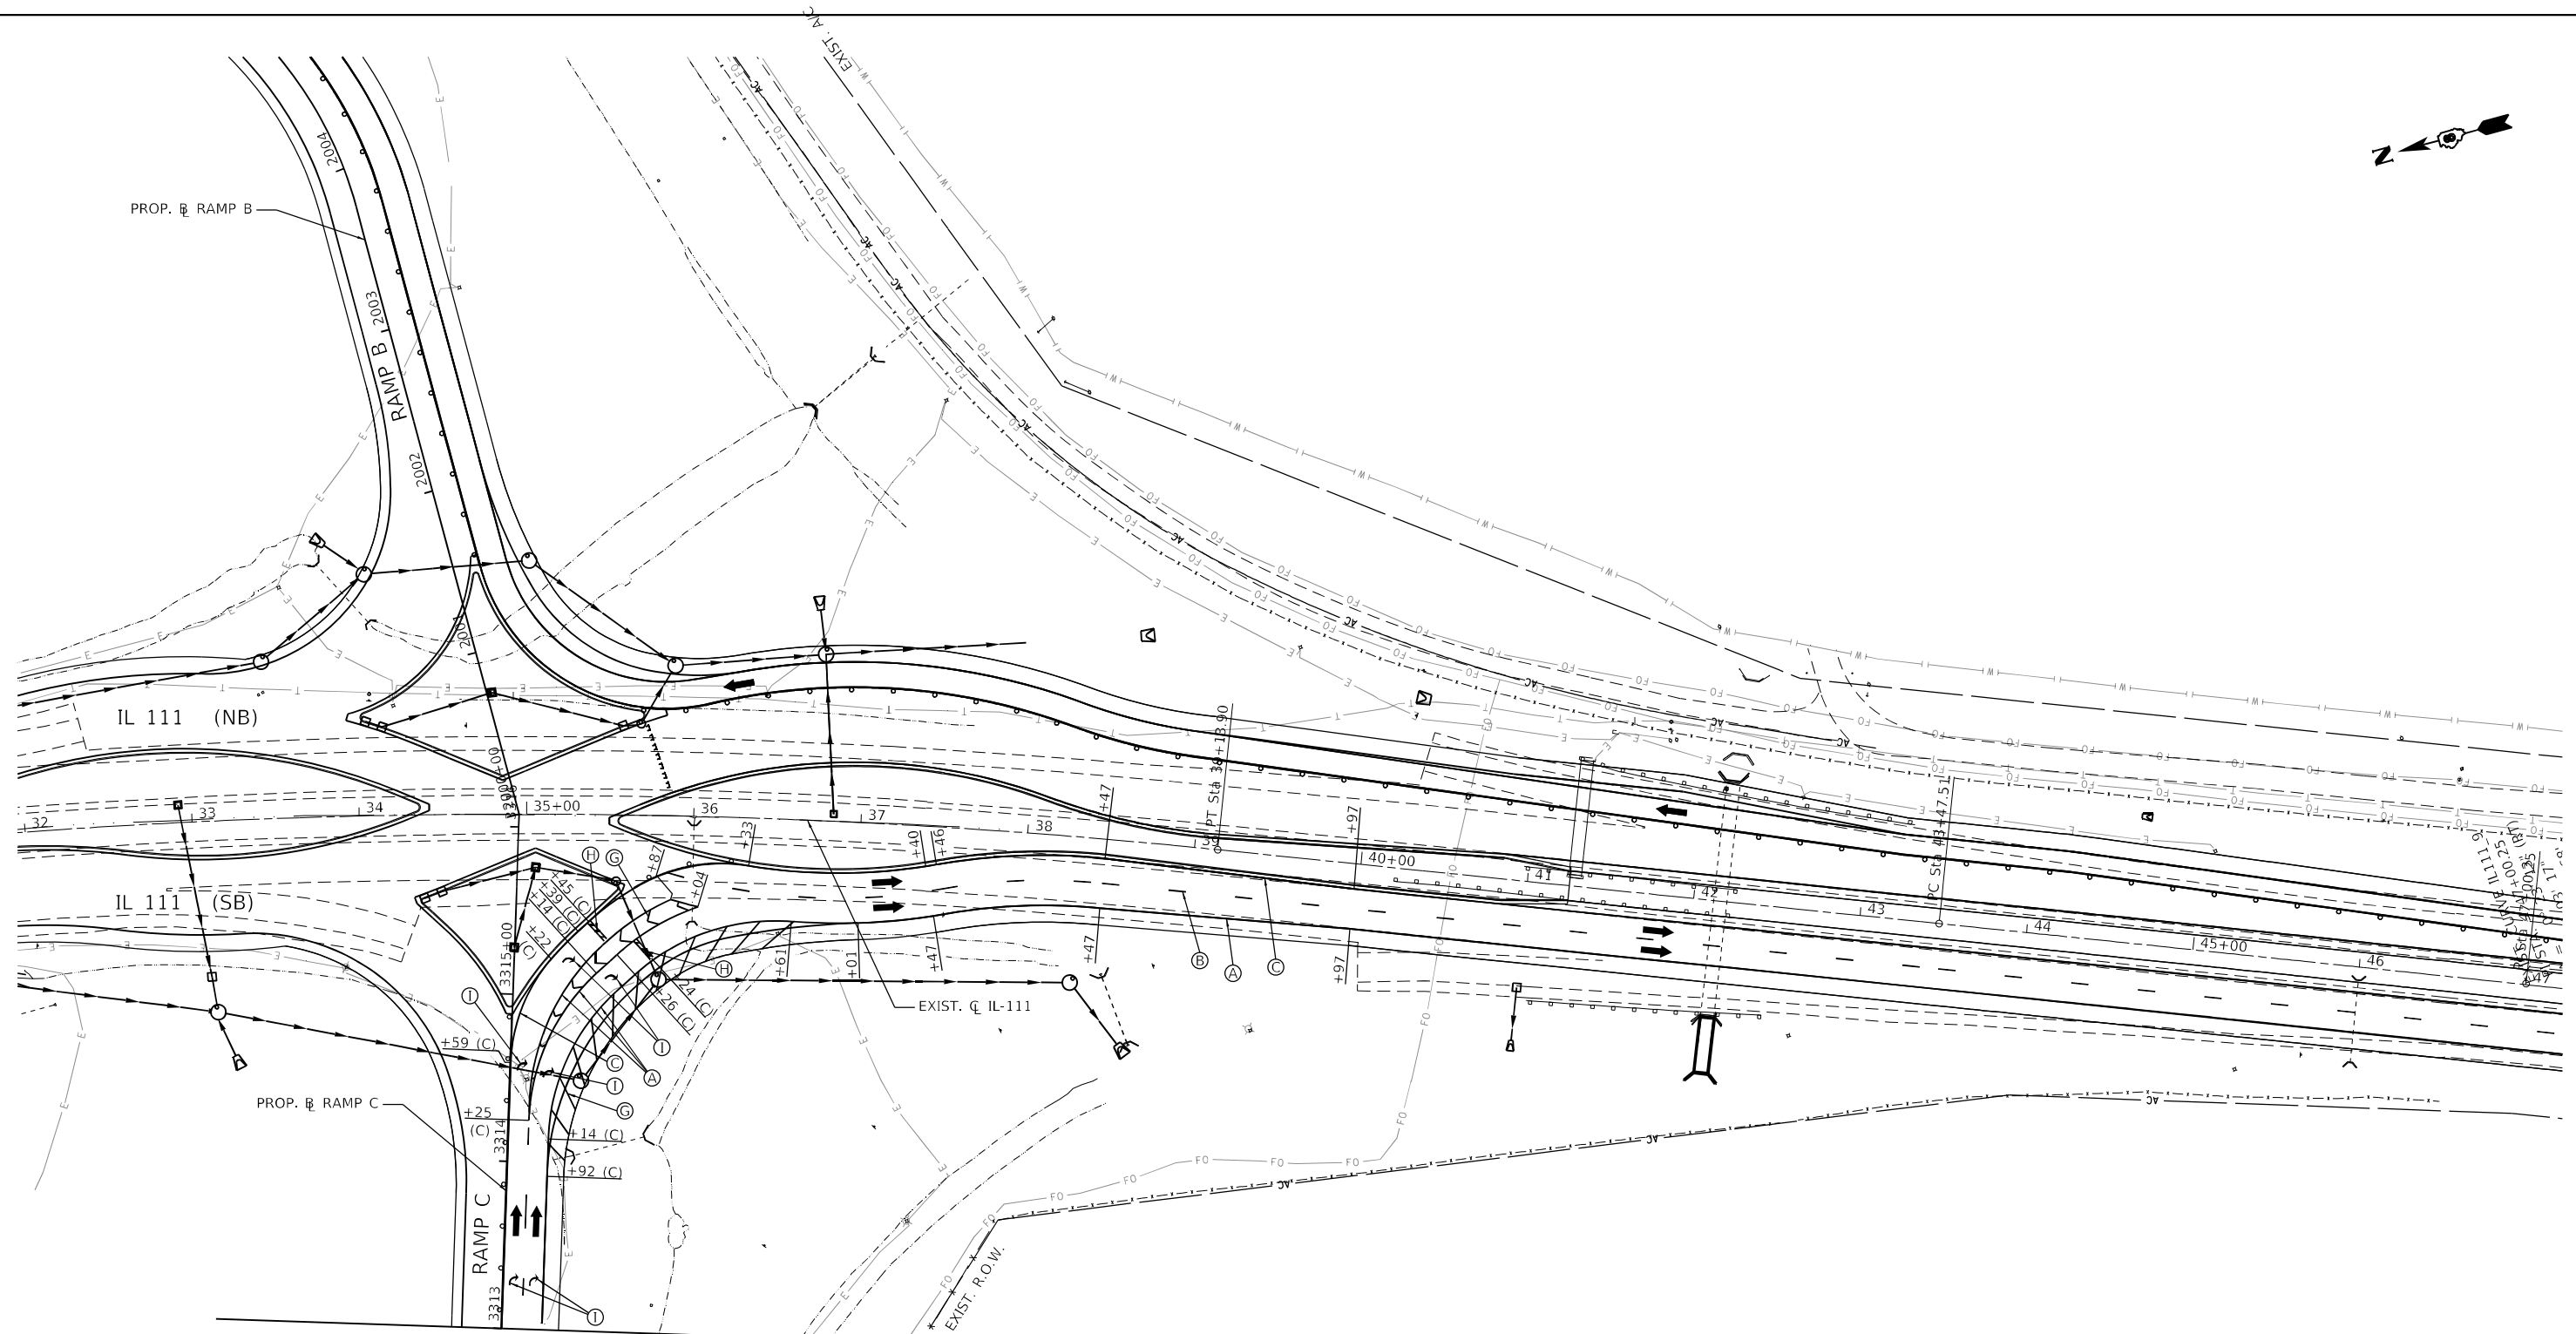 EXIST. A/C
N
PROP. ⅊ RAMP B
2004
2003
RAMP B
2002
2001
IL 111 (NB)
PT Sta 39+13.90
PC Sta 43+47.51
32
33
34
35+00
36
37
38
39
40+00
41
42
43
44
45+00
46
47
+87
+04
+33
+40
+46
+47
+97
IL 111 (SB)
H
G
+45 (C)
+39 (C)
+14 (C)
+22
(C)
3315+00
+61
+01
+47
+47
+97
B
A
C
H
+24 (C)
+26 (C)
EXIST. ℄ IL-111
I
I
+59 (C)
C
I
A
G
PROP. ⅊ RAMP C
+25
(C)
3314
+14 (C)
+92 (C)
RAMP C
3313
I
EXIST. R.O.W.
AC
FO
E
T
W